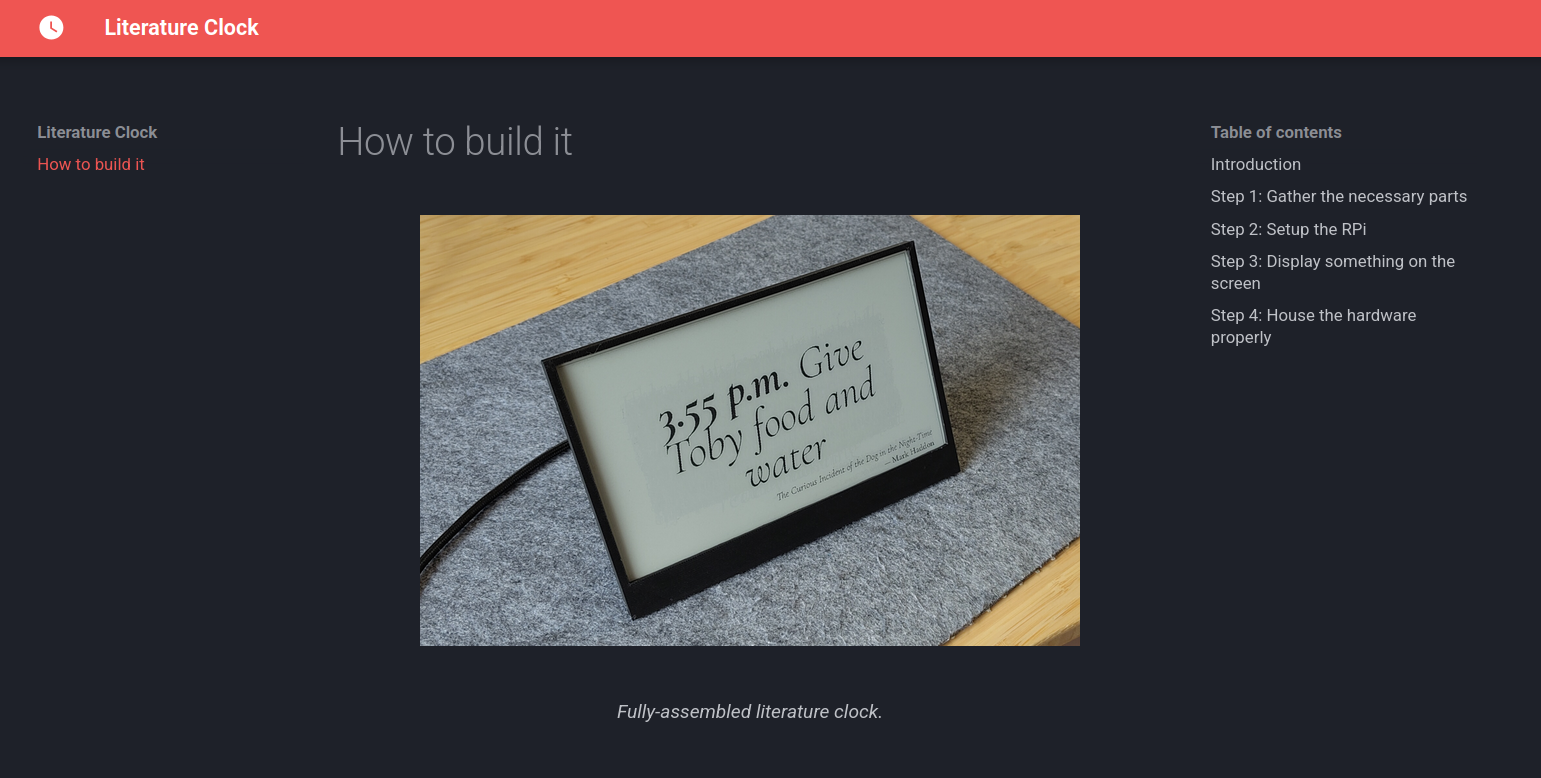 Literature Clock
Literature Clock
How to build it
How to build it
3.55 p.m. Give
Toby food and
water
The Curious Incident of the Dog in the Night-Time
— Mark Haddon
Fully-assembled literature clock.
Table of contents
Introduction
Step 1: Gather the necessary parts
Step 2: Setup the RPi
Step 3: Display something on the
screen
Step 4: House the hardware
properly